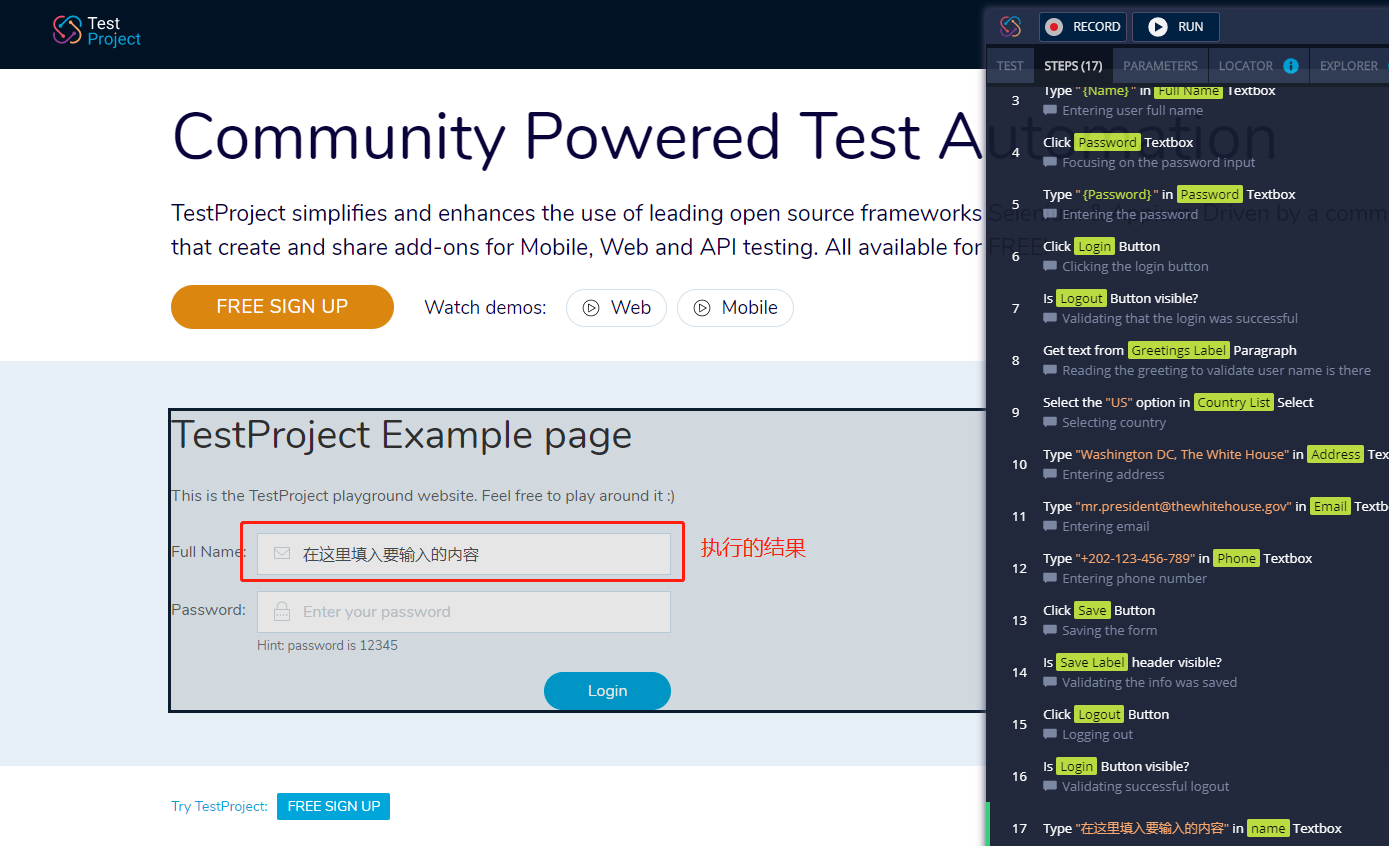 Test
Project
RECORD
RUN
TEST
STEPS (17)
PARAMETERS
LOCATOR
i
EXPLORER
Community Powered Test Automation
TestProject simplifies and enhances the use of leading open source frameworks
that create and share add-ons for Mobile, Web and API testing. All available for FREE
FREE SIGN UP
Watch demos:
Web
Mobile
TestProject Example page
This is the TestProject playground website. Feel free to play around it :)
Full Name:
在这里填入要输入的内容
执行的结果
Password:
Enter your password
Hint: password is 12345
Login
Try TestProject:
FREE SIGN UP
3 Type "{Name}" in Full Name Textbox
Entering user full name
4 Click Password Textbox
Focusing on the password input
5 Type "{Password}" in Password Textbox
Entering the password
6 Click Login Button
Clicking the login button
7 Is Logout Button visible?
Validating that the login was successful
8 Get text from Greetings Label Paragraph
Reading the greeting to validate user name is there
9 Select the "US" option in Country List Select
Selecting country
10 Type "Washington DC, The White House" in Address Tex
Entering address
11 Type "mr.president@thewhitehouse.gov" in Email Textb
Entering email
12 Type "+202-123-456-789" in Phone Textbox
Entering phone number
13 Click Save Button
Saving the form
14 Is Save Label header visible?
Validating the info was saved
15 Click Logout Button
Logging out
16 Is Login Button visible?
Validating successful logout
17 Type "在这里填入要输入的内容" in name Textbox